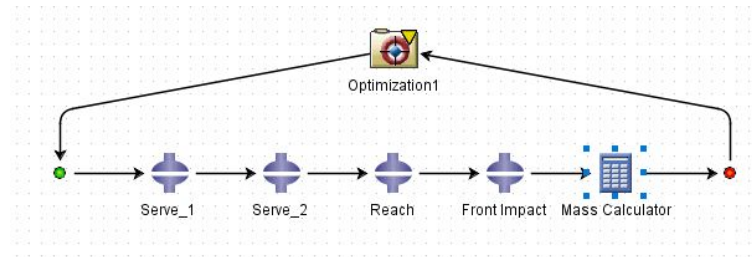 Optimization1
Serve_1 Serve_2 Reach Front Impact Mass Calculator